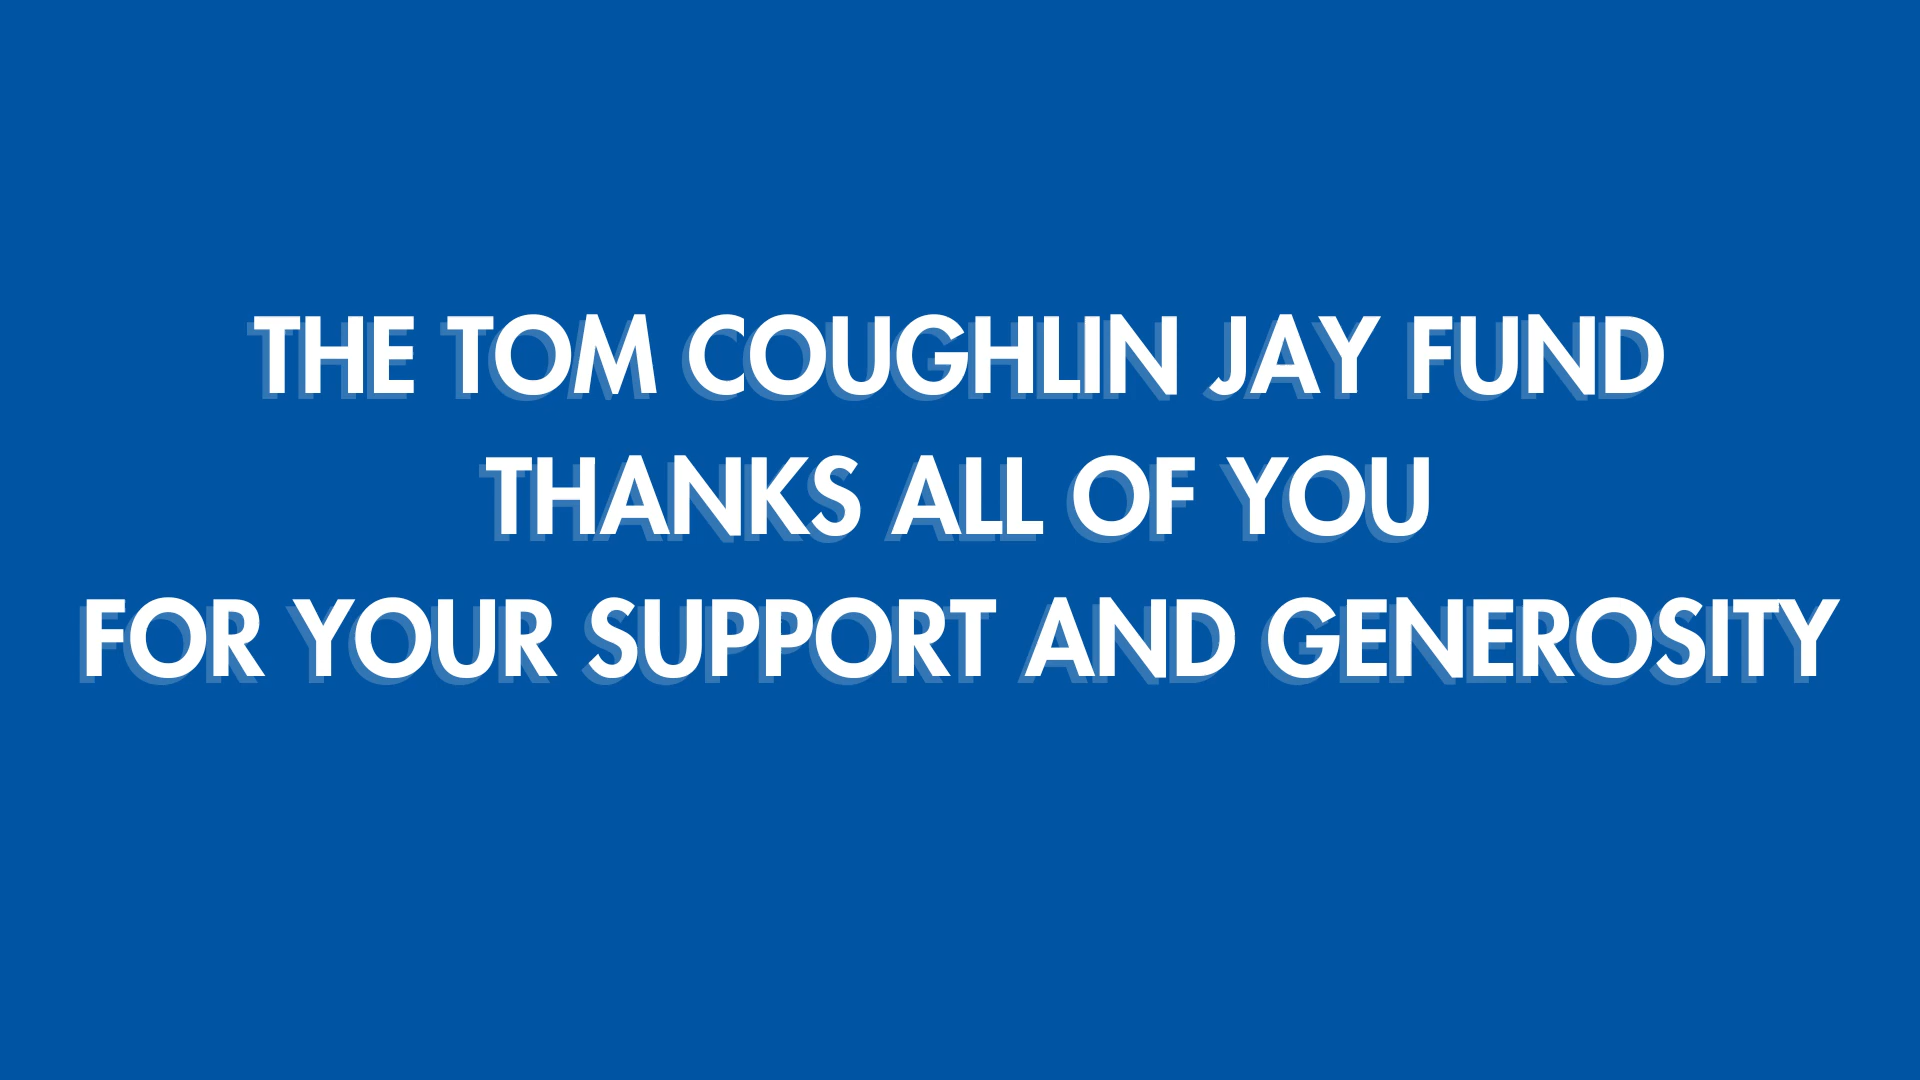 THE TOM COUGHLIN JAY FUND
THANKS ALL OF YOU
FOR YOUR SUPPORT AND GENEROSITY